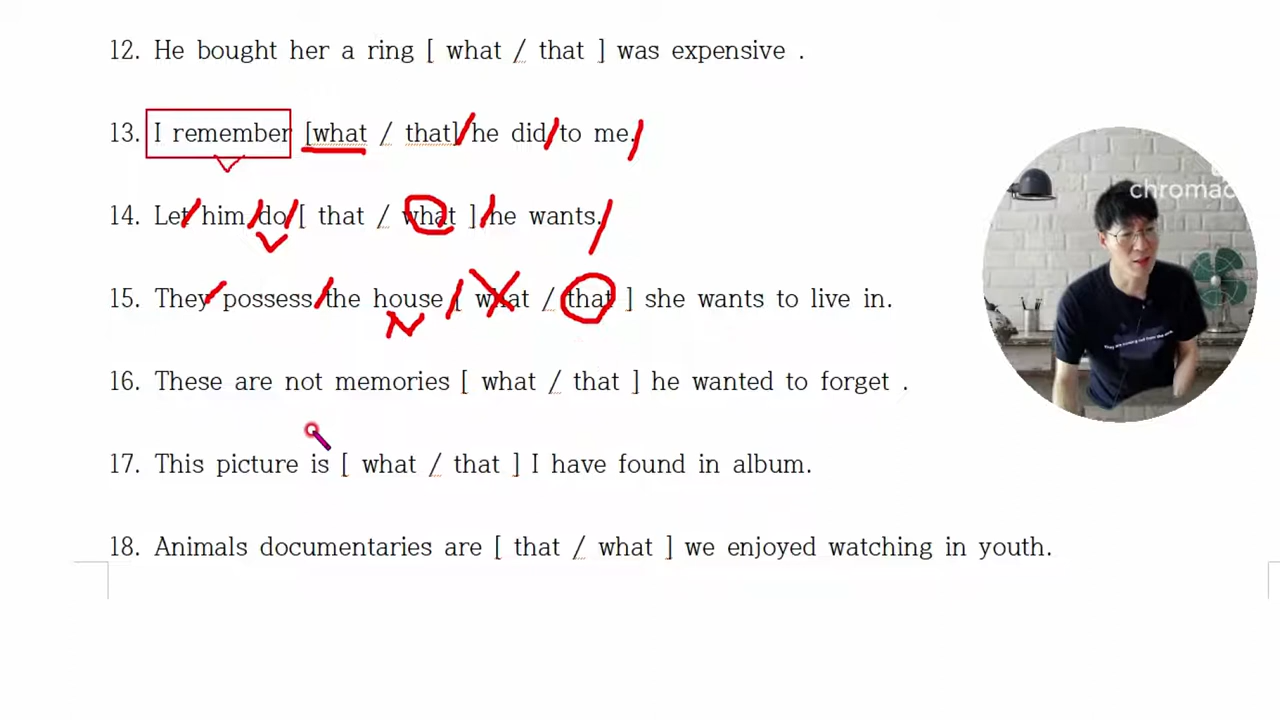 12. He bought her a ring [ what / that ] was expensive .
13. I remember [what / that] he did to me.
chromac
14. Let him do [ that / what ] he wants.
15. They possess the house [ what / that ] she wants to live in.
16. These are not memories [ what / that ] he wanted to forget .
17. This picture is [ what / that ] I have found in album.
18. Animals documentaries are [ that / what ] we enjoyed watching in youth.